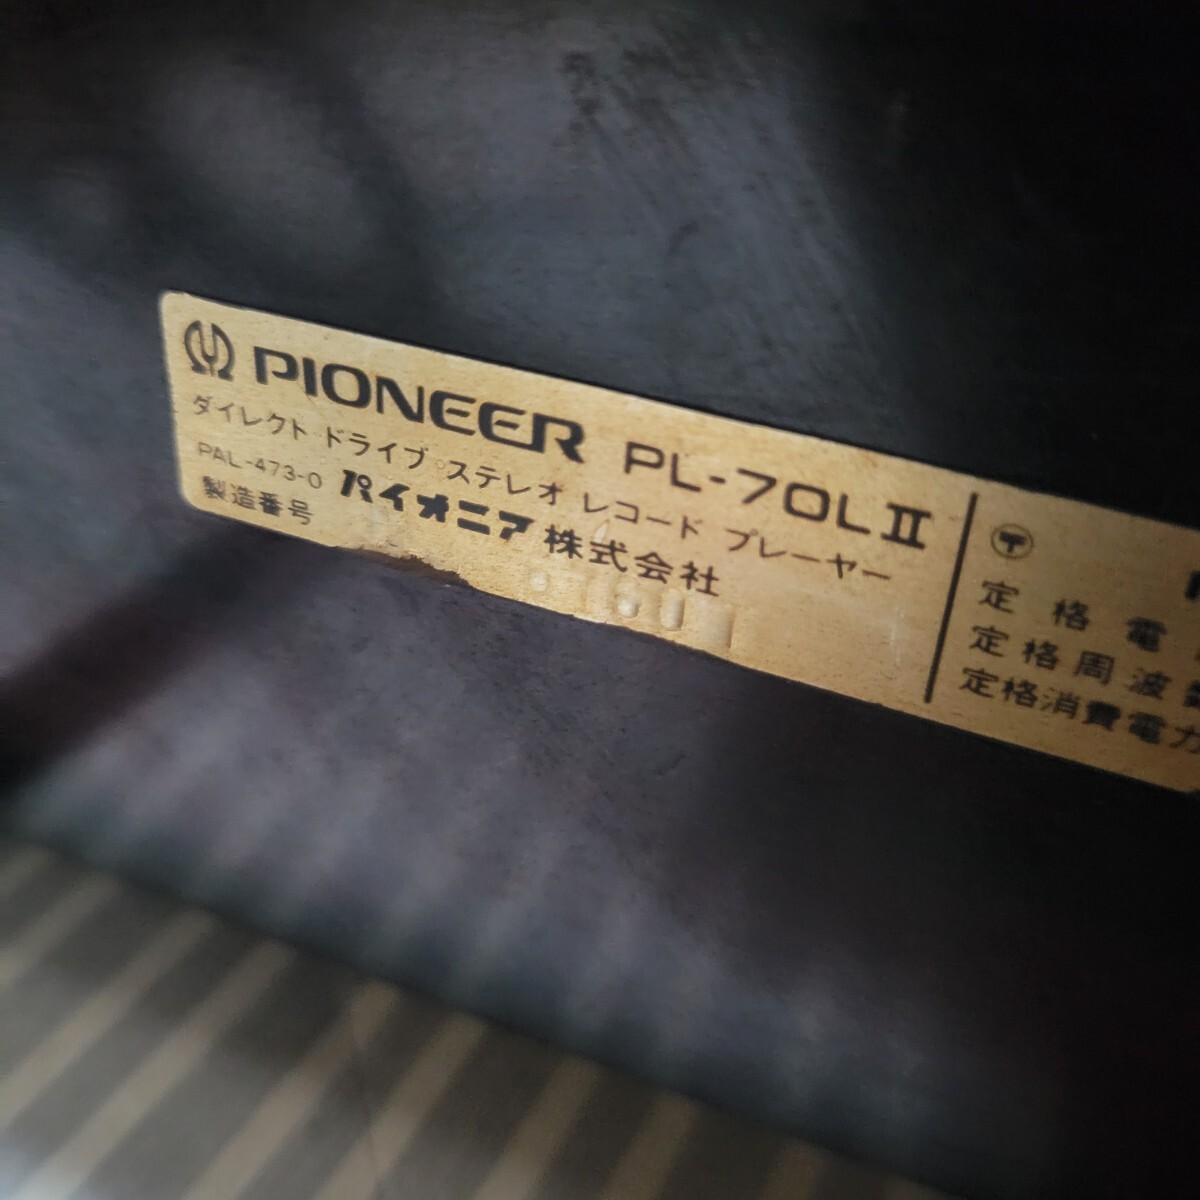 PIONEER PL-70LII
ダイレクト ドライブ ステレオ レコード プレーヤー
PAL-473-0 パイオニア株式会社
製造番号
〒
定格電
定格周波
定格消費電力